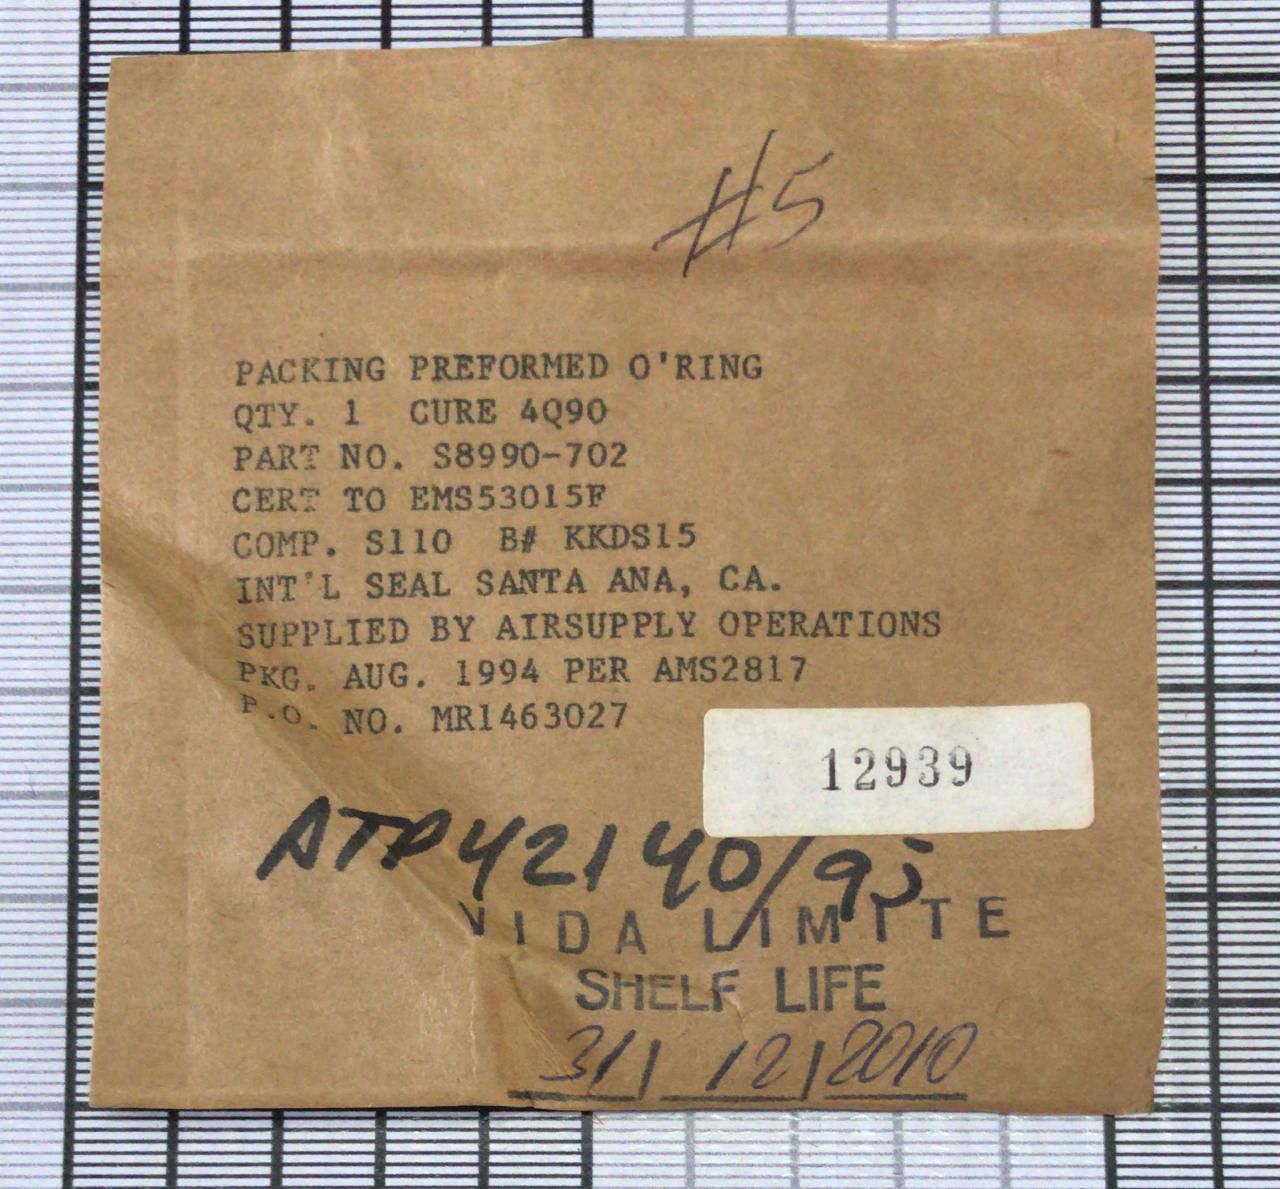 #5
PACKING PREFORMED O'RING
QTY. 1 CURE 4Q90
PART NO. S8990-702
CERT TO EMS53015F
COMP. S110 B# KKDS15
INT'L SEAL SANTA ANA, CA.
SUPPLIED BY AIRSUPPLY OPERATIONS
PKG. AUG. 1994 PER AMS2817
P.O. NO. MR1463027
12939
ATP42140/95
VIDA LIMITE
SHELF LIFE
31/ 12/2010